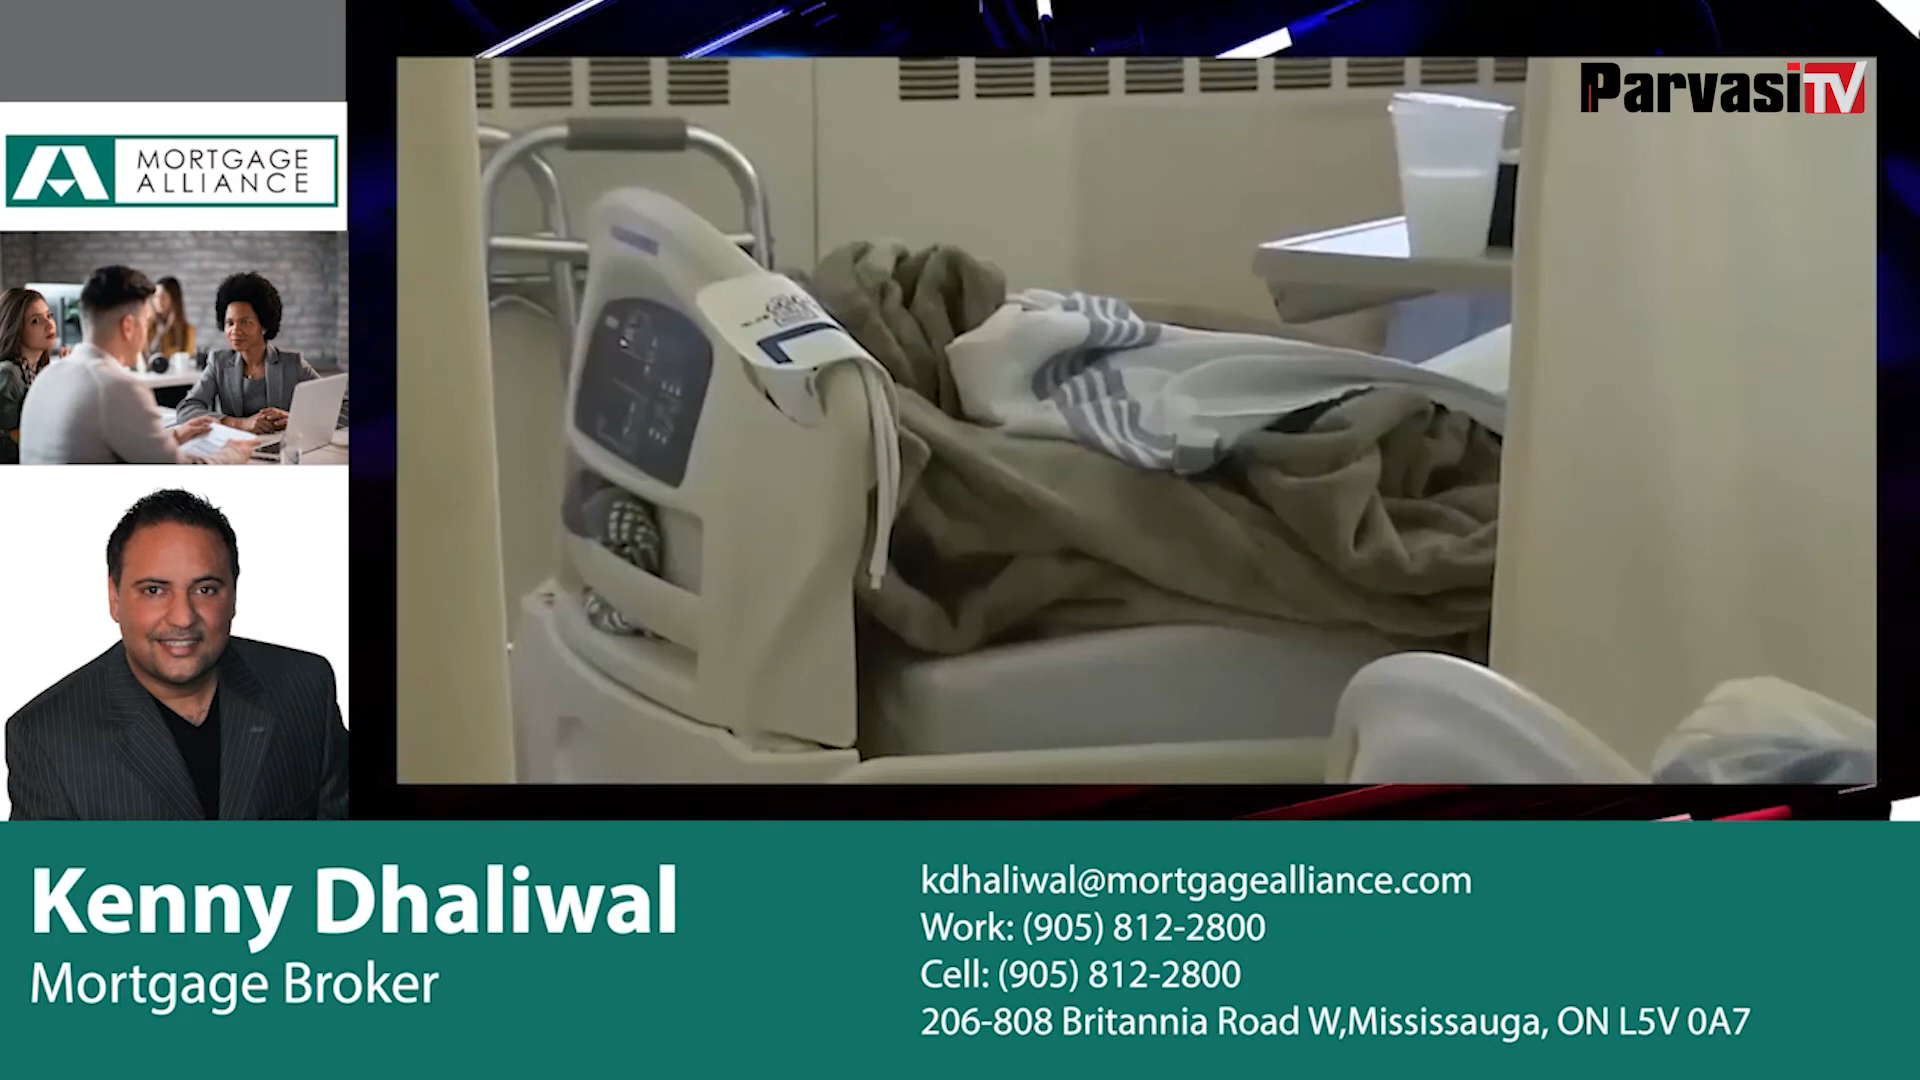 ParvasiTV
MORTGAGE
ALLIANCE
Kenny Dhaliwal
Mortgage Broker
kdhaliwal@mortgagealliance.com
Work: (905) 812-2800
Cell: (905) 812-2800
206-808 Britannia Road W,Mississauga, ON L5V 0A7